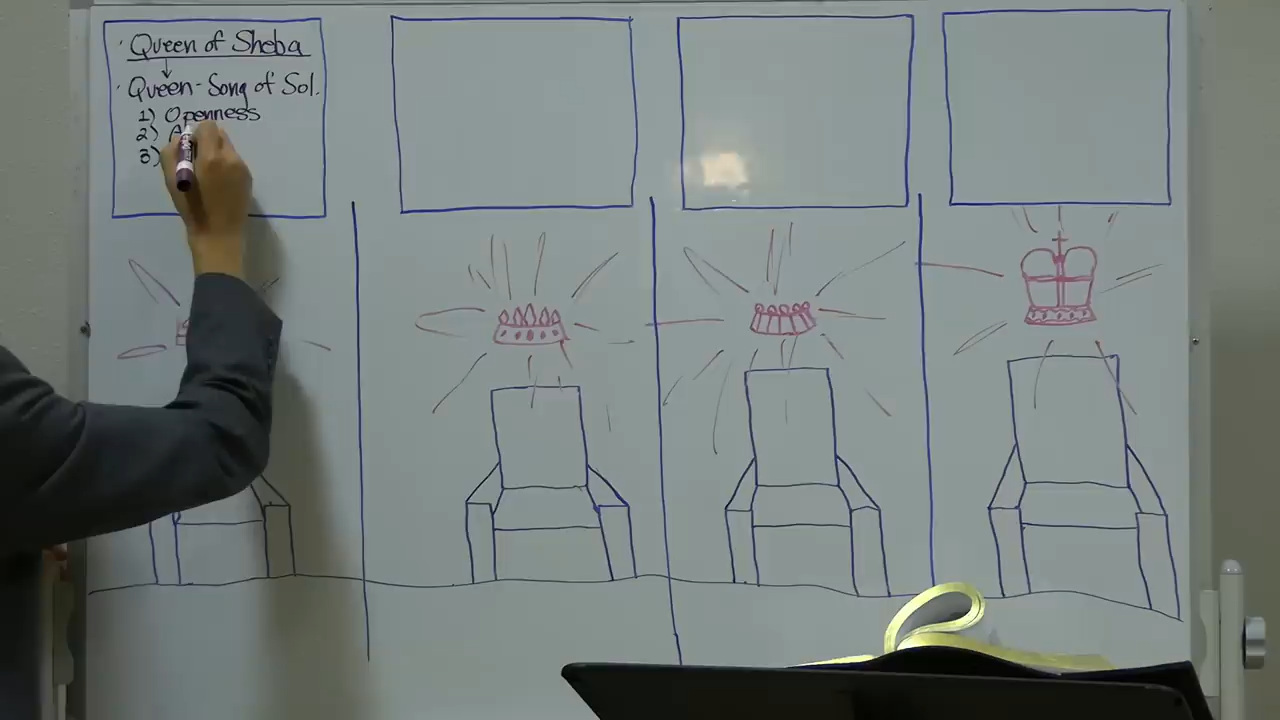 · Queen of Sheba
· Queen - Song of Sol.
1) Openness
2)
3)